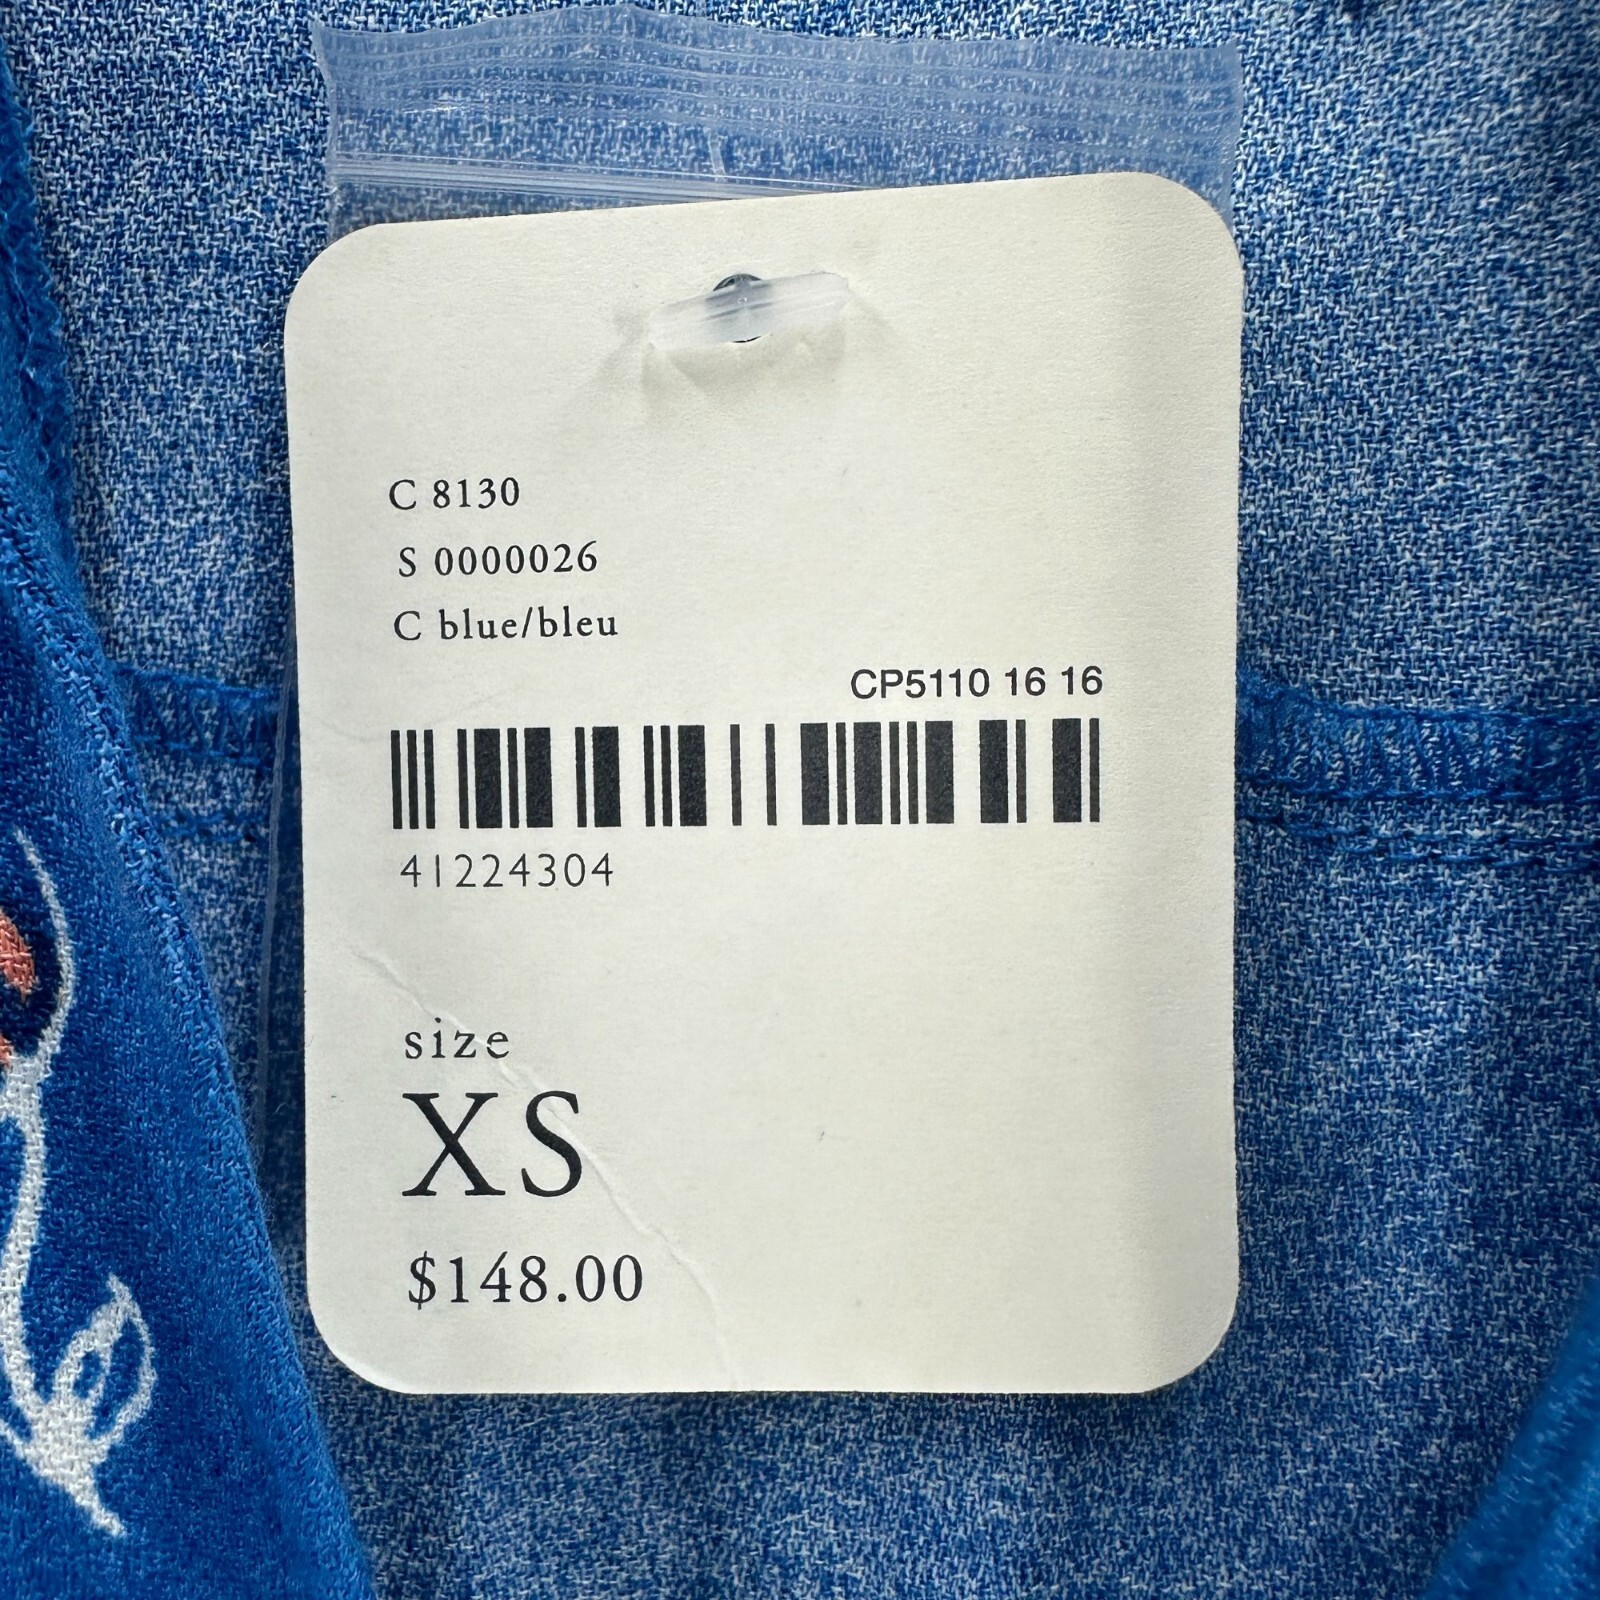 C 8130
S 0000026
C blue/bleu
CP5110 16 16
41224304
size
XS
$148.00